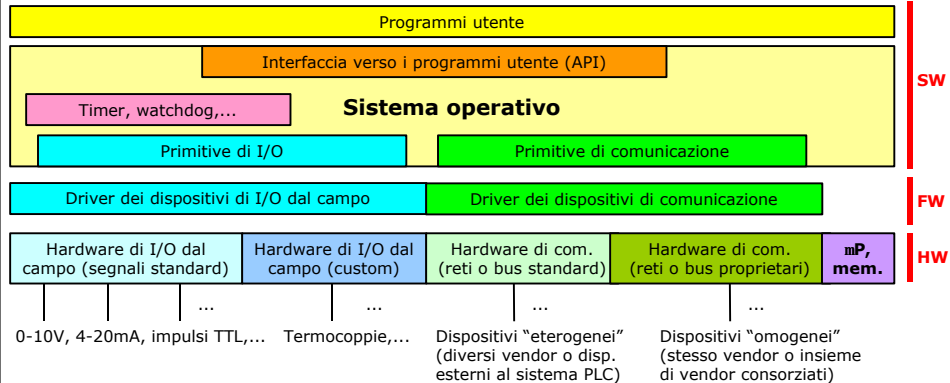 Programmi utente
Interfaccia verso i programmi utente (API)
SW
Timer, watchdog,...
Sistema operativo
Primitive di I/O
Primitive di comunicazione
Driver dei dispositivi di I/O dal campo
Driver dei dispositivi di comunicazione
FW
Hardware di I/O dal
campo (segnali standard)
Hardware di I/O dal
campo (custom)
Hardware di com.
(reti o bus standard)
Hardware di com.
(reti o bus proprietari)
mP,
mem.
HW
...
...
...
...
0-10V, 4-20mA, impulsi TTL,...
Termocoppie,...
Dispositivi “eterogenei”
(diversi vendor o disp.
esterni al sistema PLC)
Dispositivi “omogenei”
(stesso vendor o insieme
di vendor consorziati)